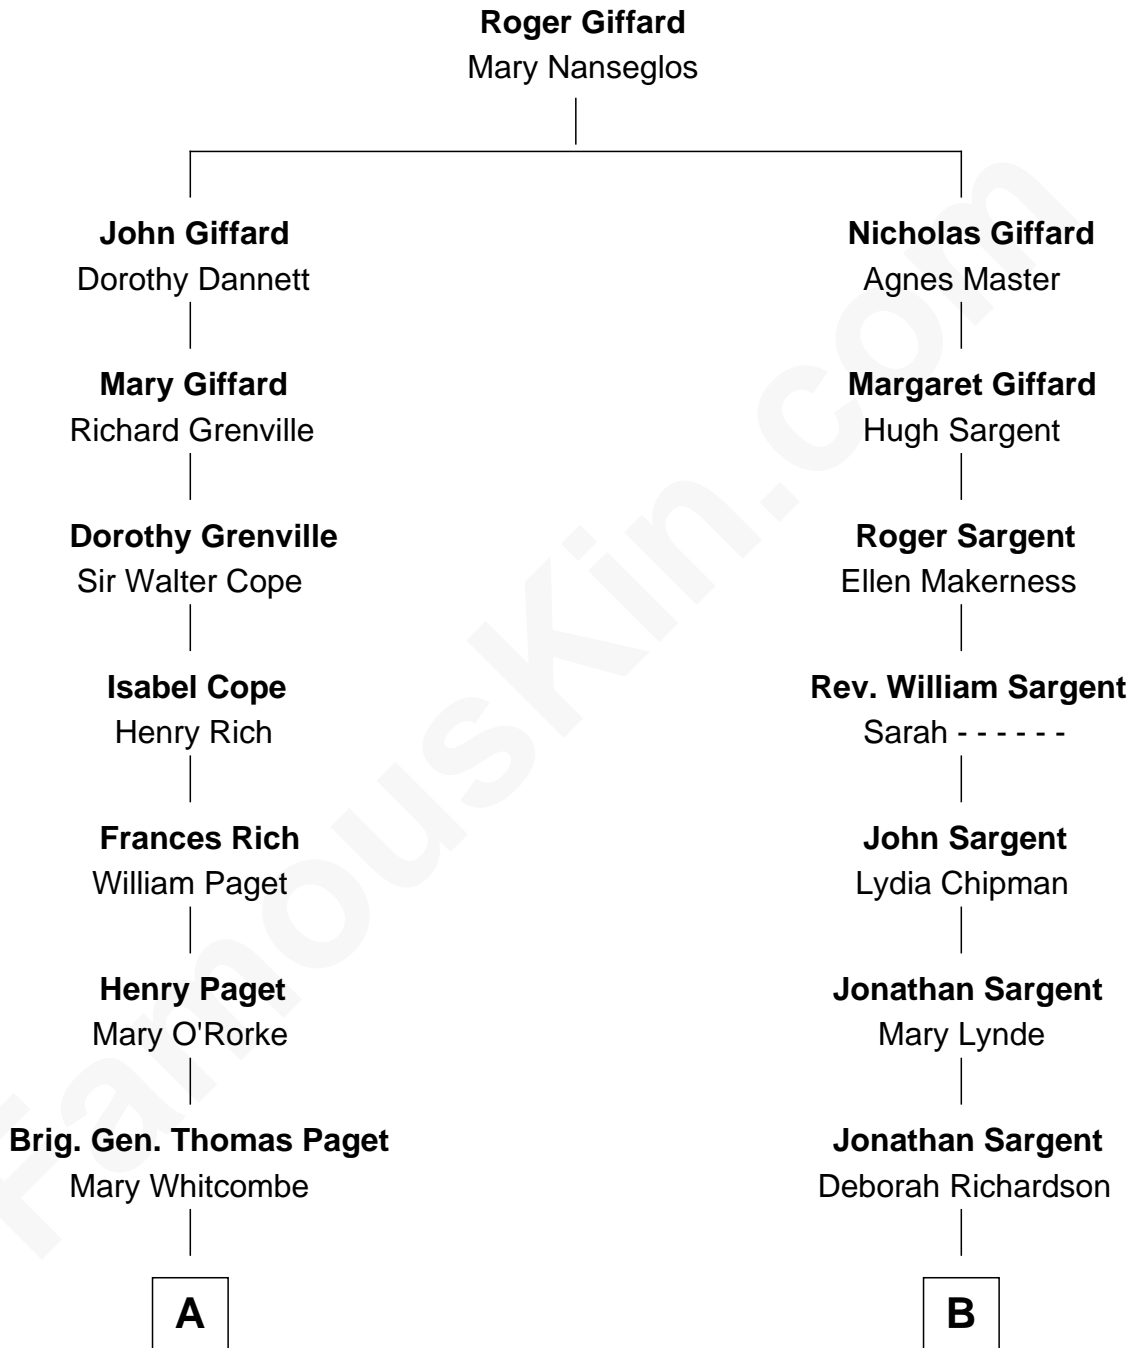 Roger Giffard
Mary Nanseglos
John Giffard
Dorothy Dannett
Nicholas Giffard
Agnes Master
Mary Giffard
Richard Grenville
Margaret Giffard
Hugh Sargent
Dorothy Grenville
Sir Walter Cope
Roger Sargent
Ellen Makerness
Isabel Cope
Henry Rich
Rev. William Sargent
Sarah - - - - - -
Frances Rich
William Paget
John Sargent
Lydia Chipman
Henry Paget
Mary O'Rorke
Jonathan Sargent
Mary Lynde
Brig. Gen. Thomas Paget
Mary Whitcombe
Jonathan Sargent
Deborah Richardson
A
B
FamousKin.com